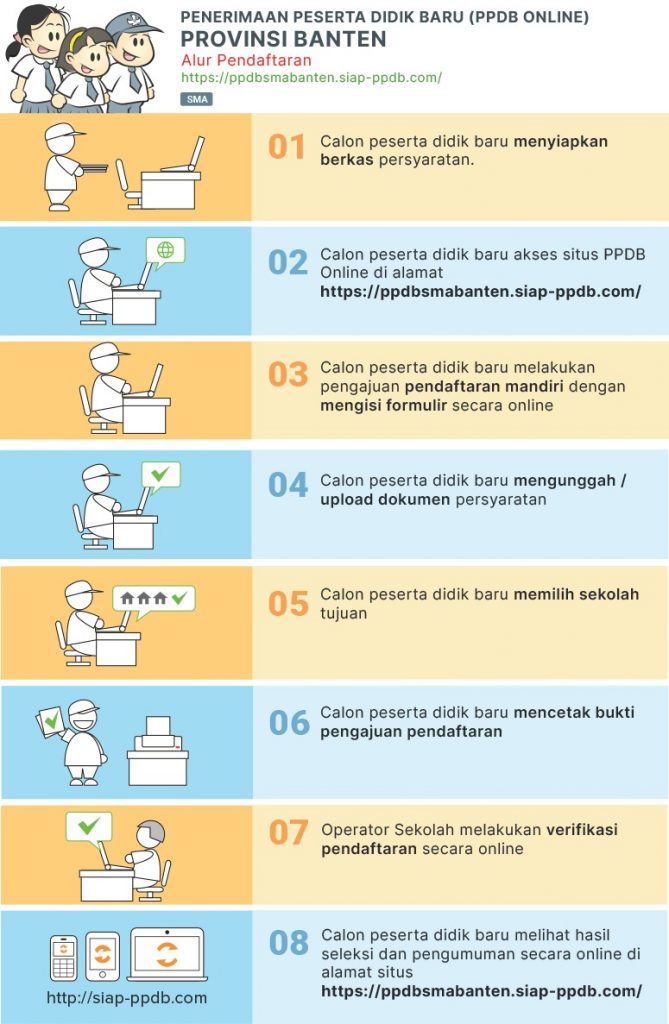 PENERIMAAN PESERTA DIDIK BARU (PPDB ONLINE)
PROVINSI BANTEN
Alur Pendaftaran
https://ppdbsmabanten.siap-ppdb.com/
SMA
01
Calon peserta didik baru menyiapkan
berkas persyaratan.
02
Calon peserta didik baru akses situs PPDB
Online di alamat
https://ppdbsmabanten.siap-ppdb.com/
03
Calon peserta didik baru melakukan
pengajuan pendaftaran mandiri dengan
mengisi formulir secara online
04
Calon peserta didik baru mengunggah /
upload dokumen persyaratan
05
Calon peserta didik baru memilih sekolah
tujuan
06
Calon peserta didik baru mencetak bukti
pengajuan pendaftaran
07
Operator Sekolah melakukan verifikasi
pendaftaran secara online
http://siap-ppdb.com
08
Calon peserta didik baru melihat hasil
seleksi dan pengumuman secara online di
alamat situs
https://ppdbsmabanten.siap-ppdb.com/